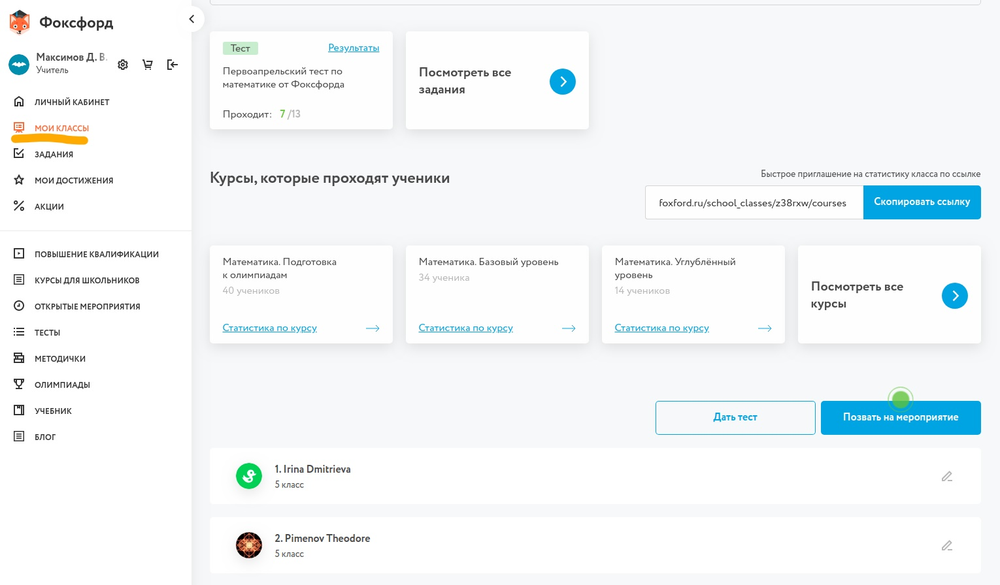 Фоксфорд
Максимов Д. В.
Учитель
ЛИЧНЫЙ КАБИНЕТ
МОИ КЛАССЫ
ЗАДАНИЯ
МОИ ДОСТИЖЕНИЯ
АКЦИИ
ПОВЫШЕНИЕ КВАЛИФИКАЦИИ
КУРСЫ ДЛЯ ШКОЛЬНИКОВ
ОТКРЫТЫЕ МЕРОПРИЯТИЯ
ТЕСТЫ
МЕТОДИЧКИ
ОЛИМПИАДЫ
УЧЕБНИК
БЛОГ
Тест
Результаты
Первоапрельский тест по
математике от Фоксфорда
Проходит: 7 /13
Посмотреть все
задания
Курсы, которые проходят ученики
Быстрое приглашение на статистику класса по ссылке
foxford.ru/school_classes/z38rxw/courses
Скопировать ссылку
Математика. Подготовка
к олимпиадам
40 учеников
Статистика по курсу
Математика. Базовый уровень
34 ученика
Статистика по курсу
Математика. Углублённый
уровень
14 учеников
Статистика по курсу
Посмотреть все
курсы
Дать тест
Позвать на мероприятие
1. Irina Dmitrieva
5 класс
2. Pimenov Theodore
5 класс